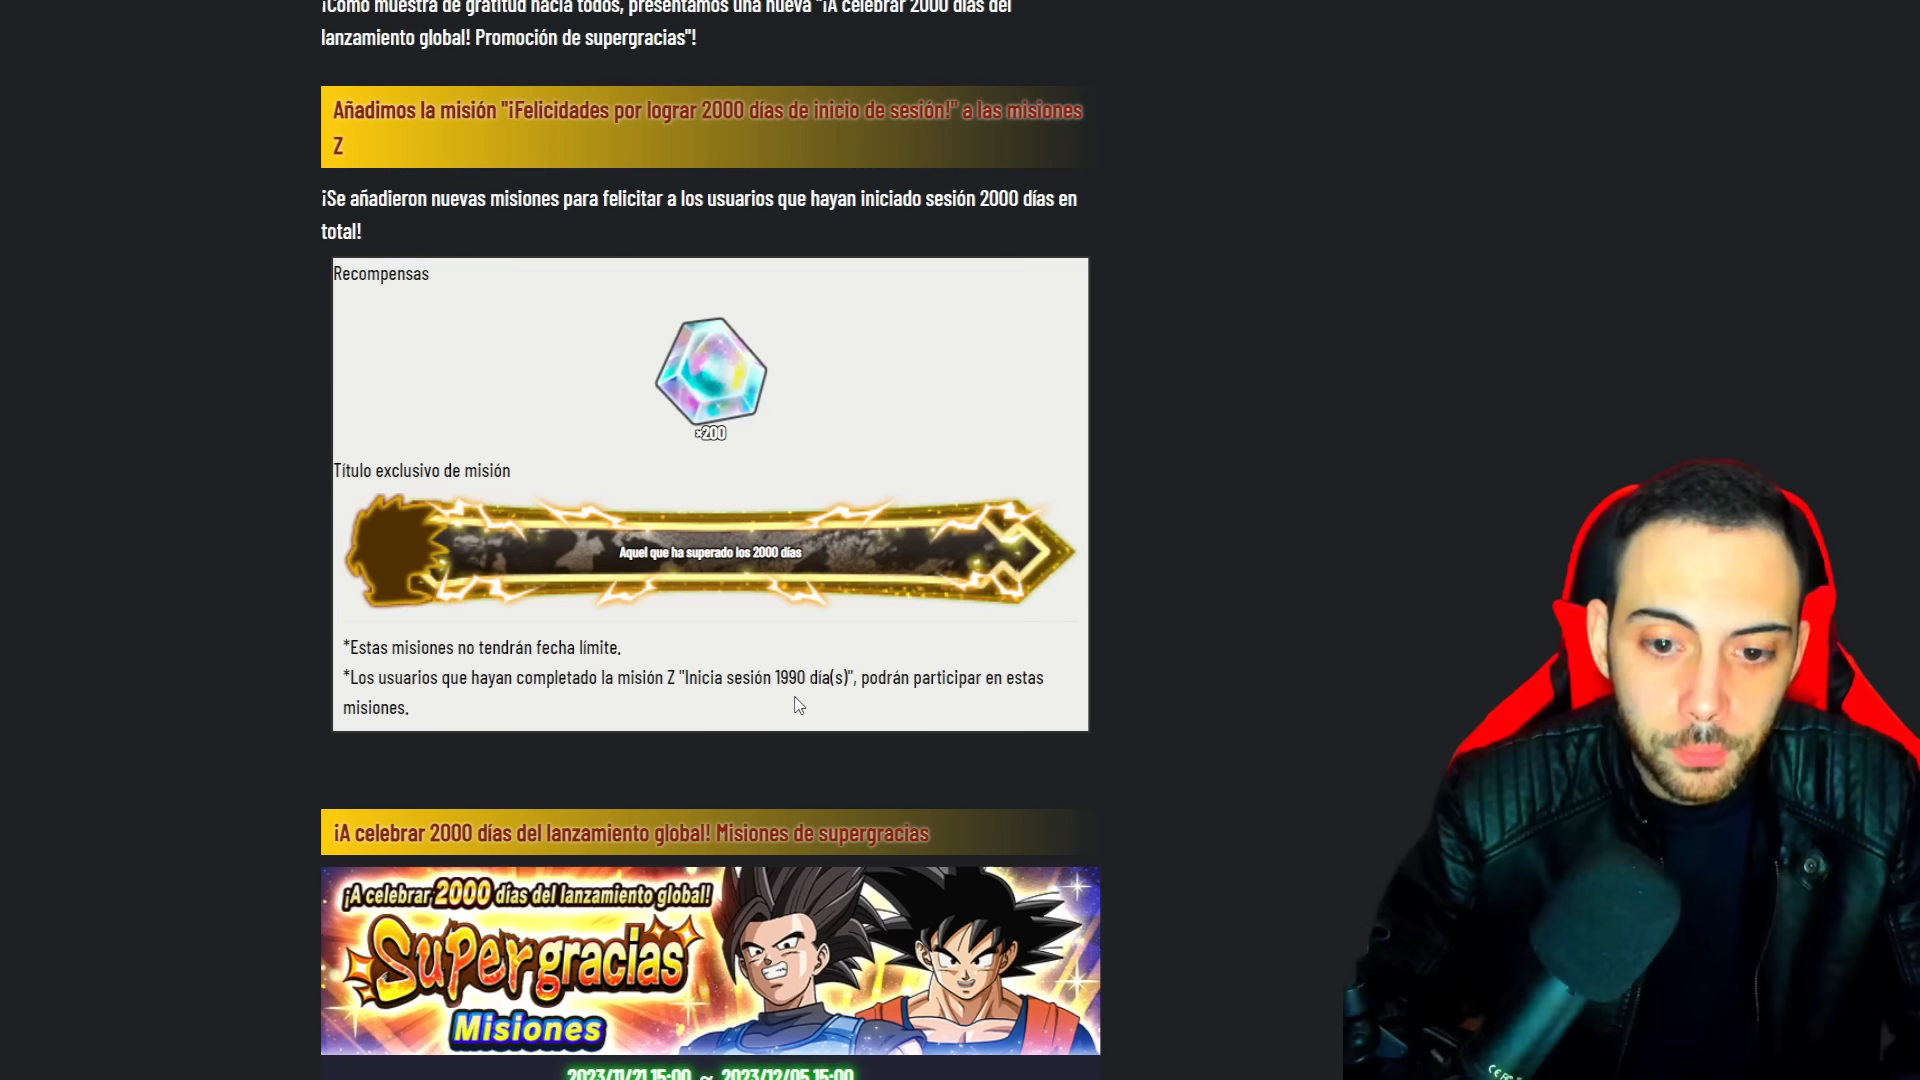 ¡Como muestra de gratitud hacia todos, presentamos una nueva "¡A celebrar 2000 días del
lanzamiento global! Promoción de supergracias"!
Añadimos la misión "¡Felicidades por lograr 2000 días de inicio de sesión!" a las misiones
Z
¡Se añadieron nuevas misiones para felicitar a los usuarios que hayan iniciado sesión 2000 días en
total!
Recompensas
×200
Título exclusivo de misión
Aquel que ha superado los 2000 días
*Estas misiones no tendrán fecha límite.
*Los usuarios que hayan completado la misión Z "Inicia sesión 1990 día(s)", podrán participar en estas
misiones.
¡A celebrar 2000 días del lanzamiento global! Misiones de supergracias
¡A celebrar 2000 días del lanzamiento global!
Supergracias
Misiones
2023/11/21 15:00 ~ 2023/12/05 15:00